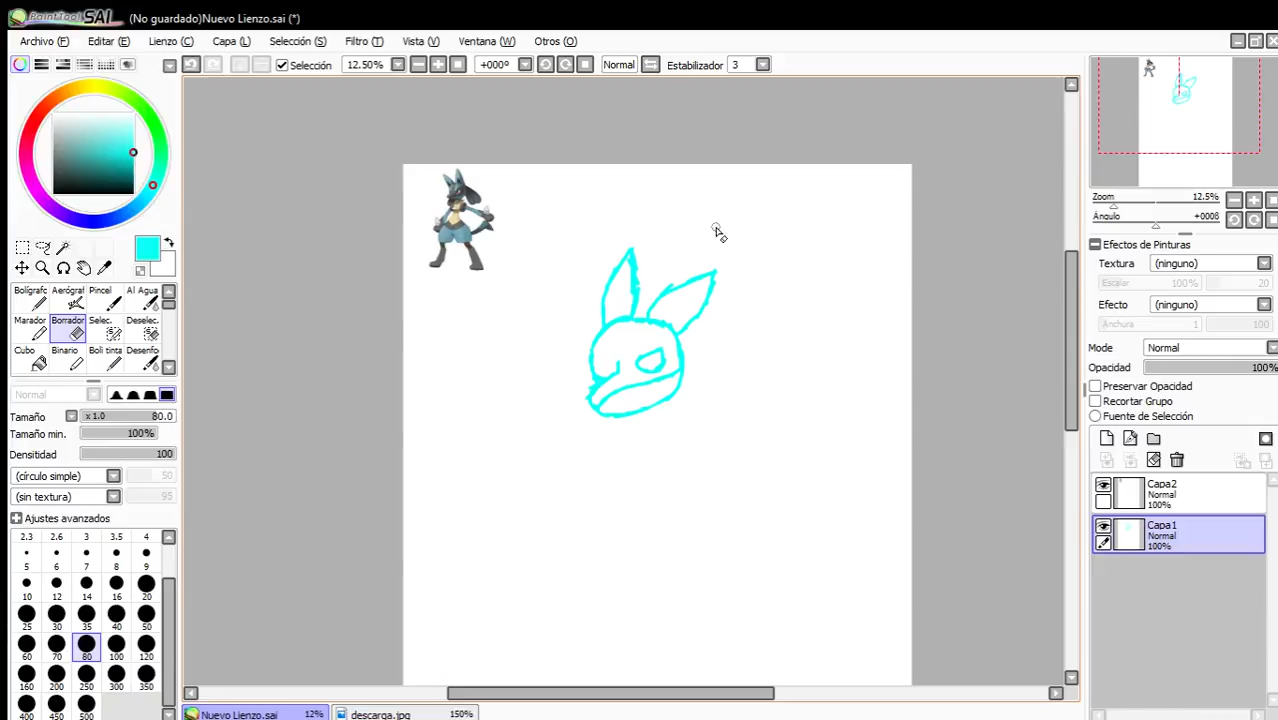 PaintTool SAI (No guardado)Nuevo Lienzo.sai (*)
Archivo (F) Editar (E) Lienzo (C) Capa (L) Selección (S) Filtro (T) Vista (V) Ventana (W) Otros (O)
Selección 12.50% +000° Normal Estabilizador 3
Zoom 12.5%
Ángulo +000ß
Efectos de Pinturas
Textura (ninguno)
Escalar 100% 20
Efecto (ninguno)
Anchura 1 100
Modo Normal
Opacidad 100%
Preservar Opacidad
Recortar Grupo
Fuente de Selección
Capa2
Normal
100%
Capa1
Normal
100%
Bolígrafc Aerógraf Pincel Al Agua
Marador Borrador Selec. Deselec.
Cubo Binario Boli tinta Desenfo
Normal
Tamaño x 1.0 80.0
Tamaño min. 100%
Densitiad 100
(círculo simple) 50
(sin textura) 95
Ajustes avanzados
2.3 2.6 3 3.5 4
5 6 7 8 9
10 12 14 16 20
25 30 35 40 50
60 70 80 100 120
160 200 250 300 350
400 450 500
Nuevo Lienzo.sai 12% descarga.jpg 150%